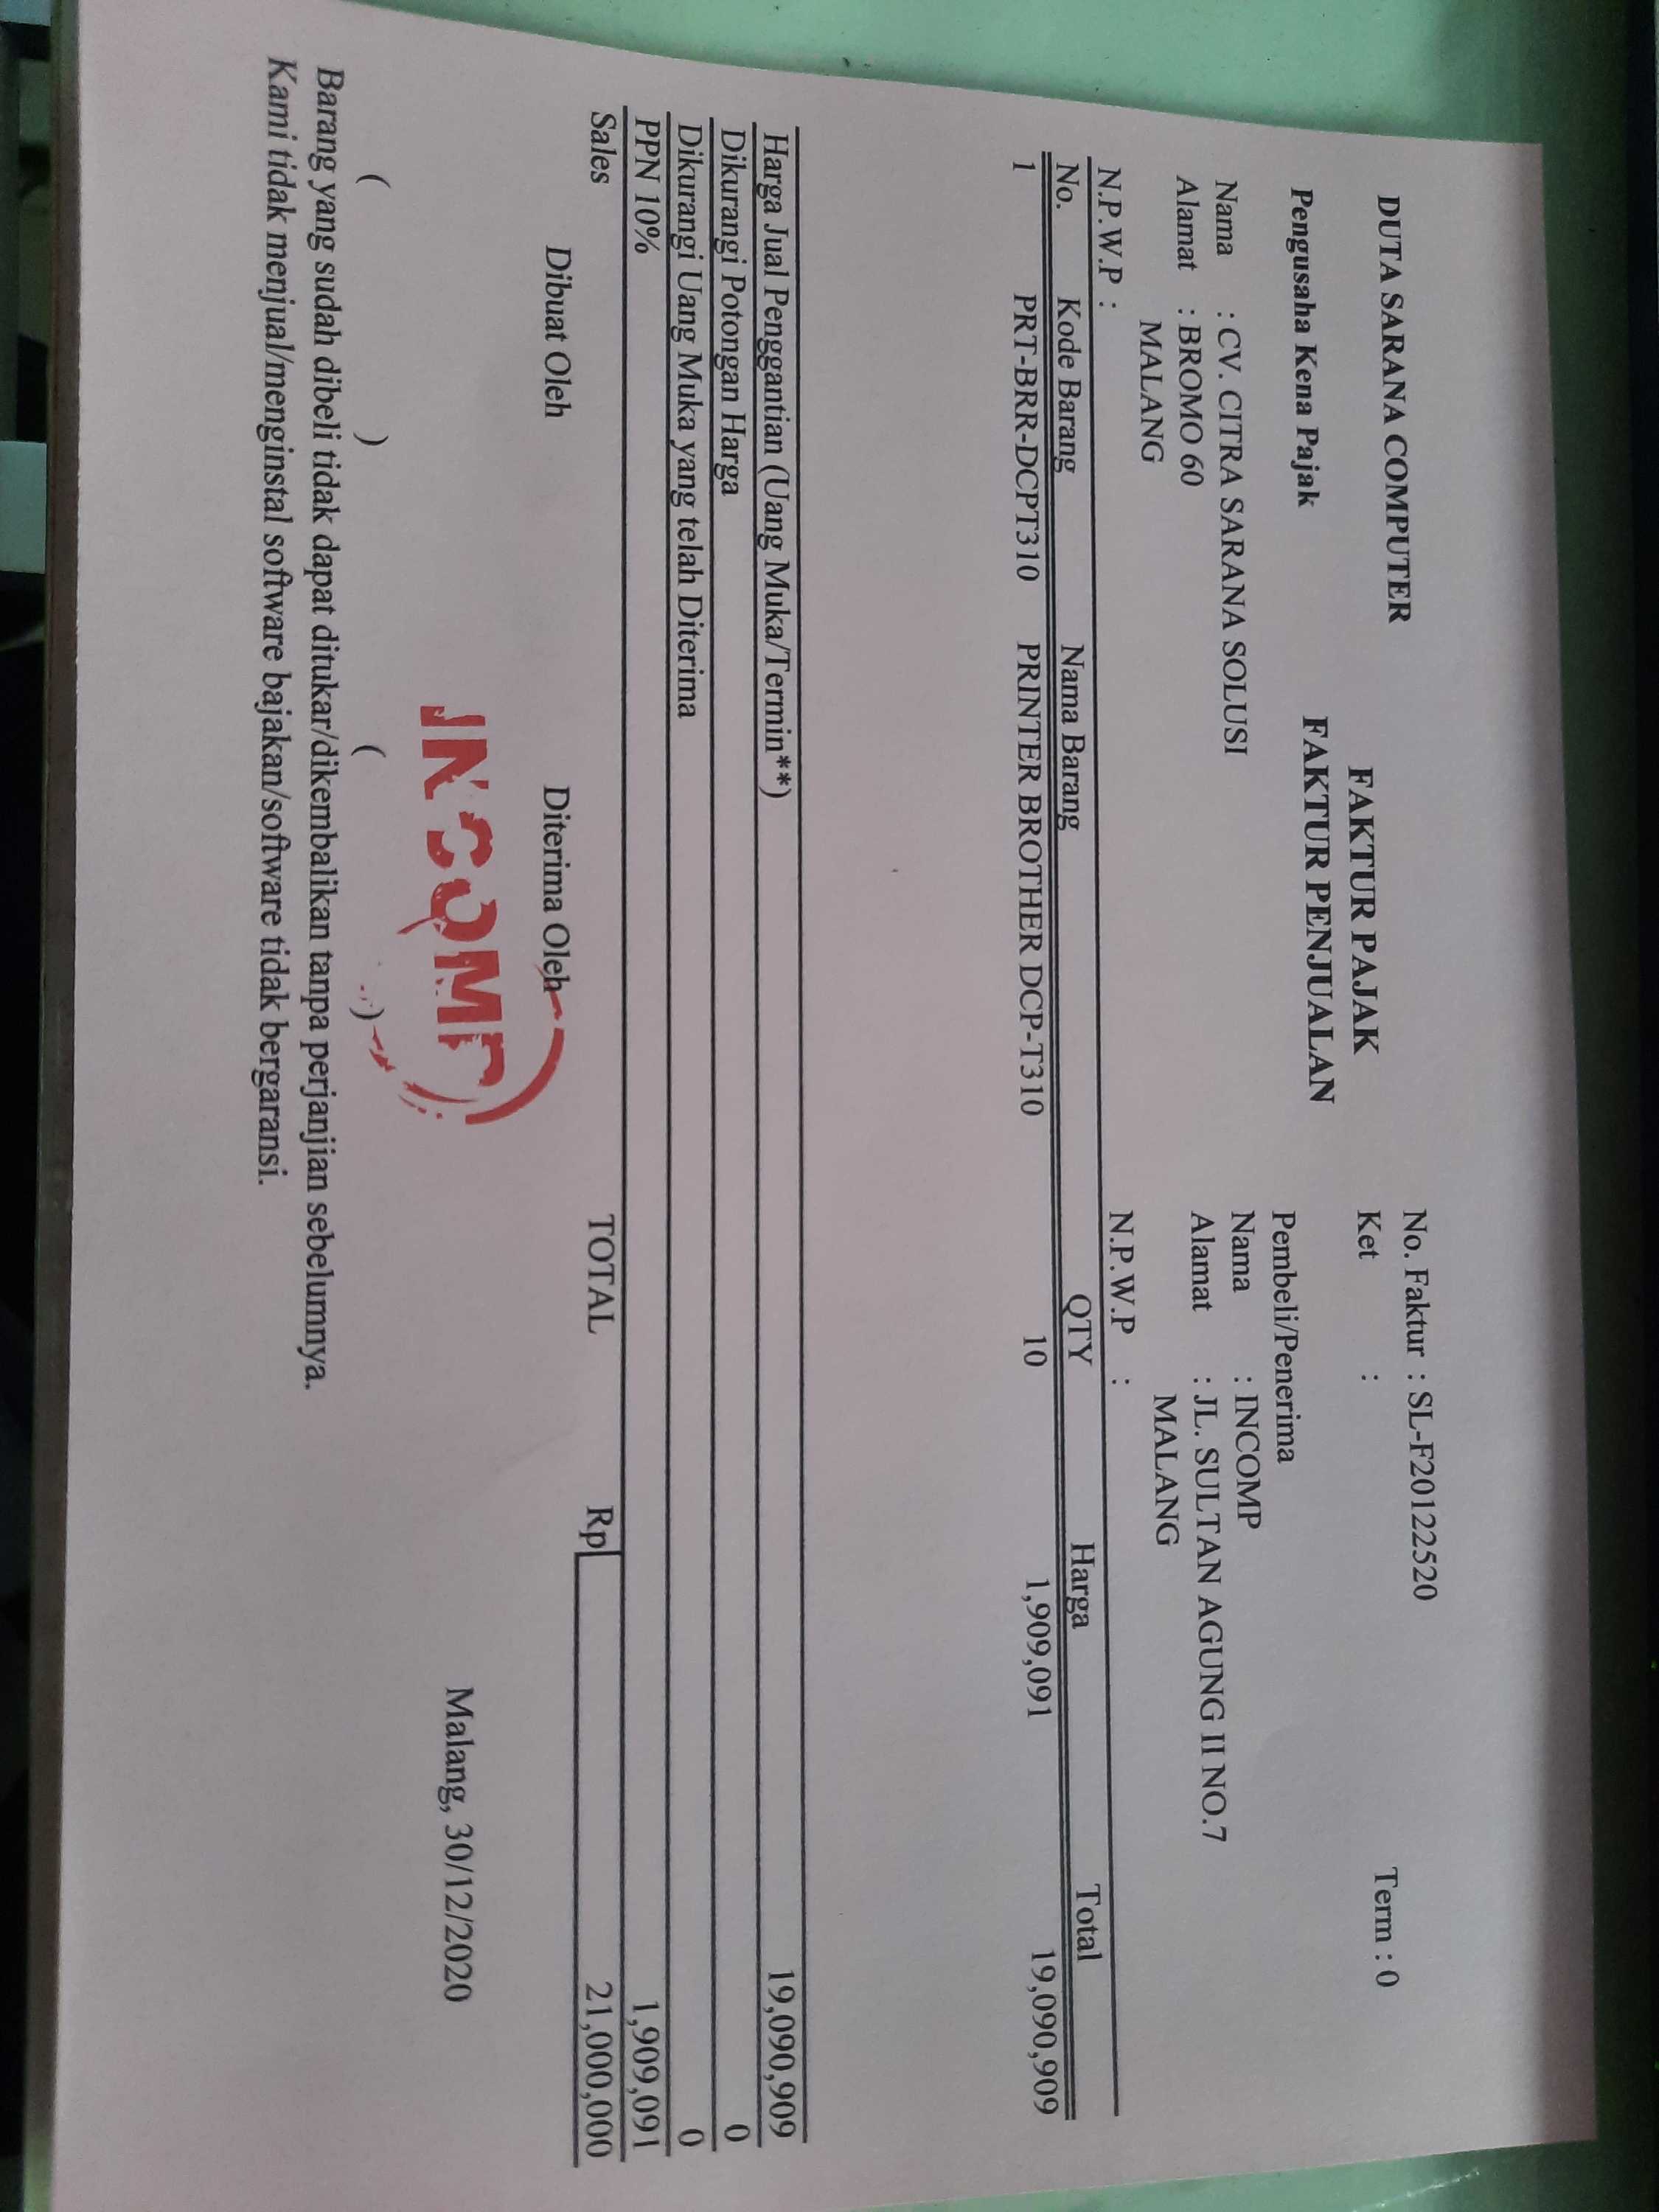 DUTA SARANA COMPUTER
FAKTUR PAJAK
FAKTUR PENJUALAN
No. Faktur : SL-F20122520
Ket :
Term : 0
Pengusaha Kena Pajak
Nama : CV. CITRA SARANA SOLUSI
Alamat : BROMO 60
MALANG
N.P.W.P :
Pembeli/Penerima
Nama : INCOMP
Alamat : JL. SULTAN AGUNG II NO.7
MALANG
N.P.W.P :
No. Kode Barang Nama Barang QTY Harga Total
1 PRT-BRR-DCPT310 PRINTER BROTHER DCP-T310 10 1,909,091 19,090,909
Harga Jual Penggantian (Uang Muka/Termin**) 19,090,909
Dikurangi Potongan Harga 0
Dikurangi Uang Muka yang telah Diterima 0
PPN 10% 1,909,091
Sales TOTAL Rp 21,000,000
Dibuat Oleh Diterima Oleh
Malang, 30/12/2020
INCOMP
( ) ( )
Barang yang sudah dibeli tidak dapat ditukar/dikembalikan tanpa perjanjian sebelumnya.
Kami tidak menjual/menginstal software bajakan/software tidak bergaransi.